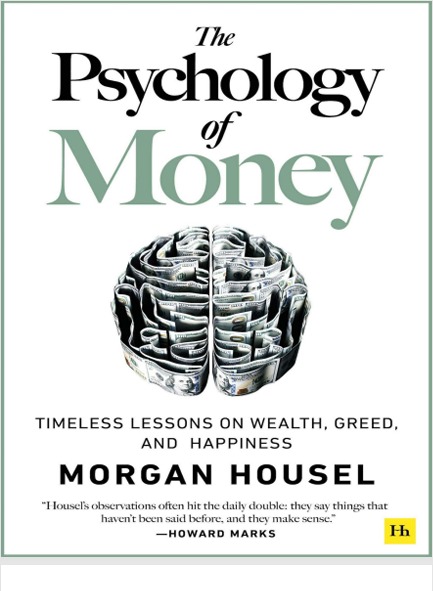 The
Psychology
of
Money
TIMELESS LESSONS ON WEALTH, GREED,
AND HAPPINESS
MORGAN HOUSEL
“Housel’s observations often hit the daily double: they say things that
haven’t been said before, and they make sense.”
—HOWARD MARKS
Hh